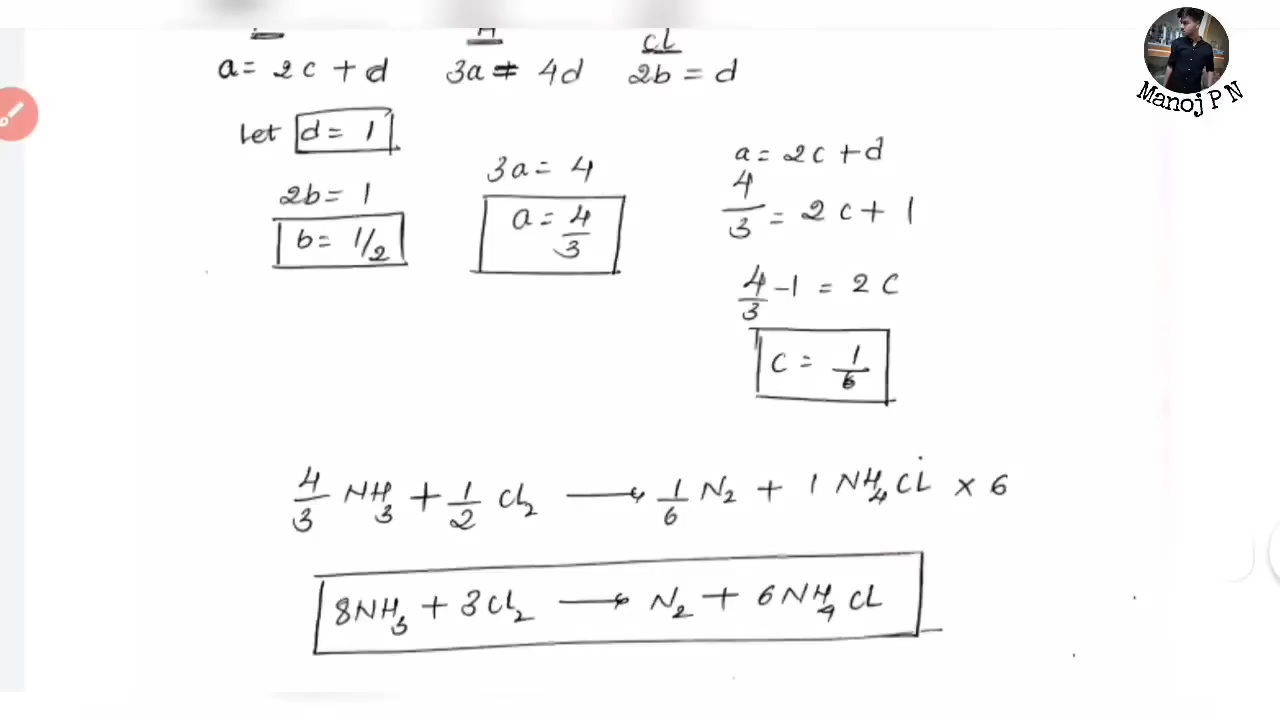 H
CL
a = 2c + d
3a = 4d
2b = d
Let d = 1
2b = 1
b = 1/2
3a = 4
a = 4/3
a = 2c + d
4/3 = 2c + 1
4/3 - 1 = 2c
c = 1/6
4/3 NH3 + 1/2 Cl2 ⟶ 1/6 N2 + 1 NH4Cl × 6
8NH3 + 3Cl2 ⟶ N2 + 6NH4Cl
Manoj P N